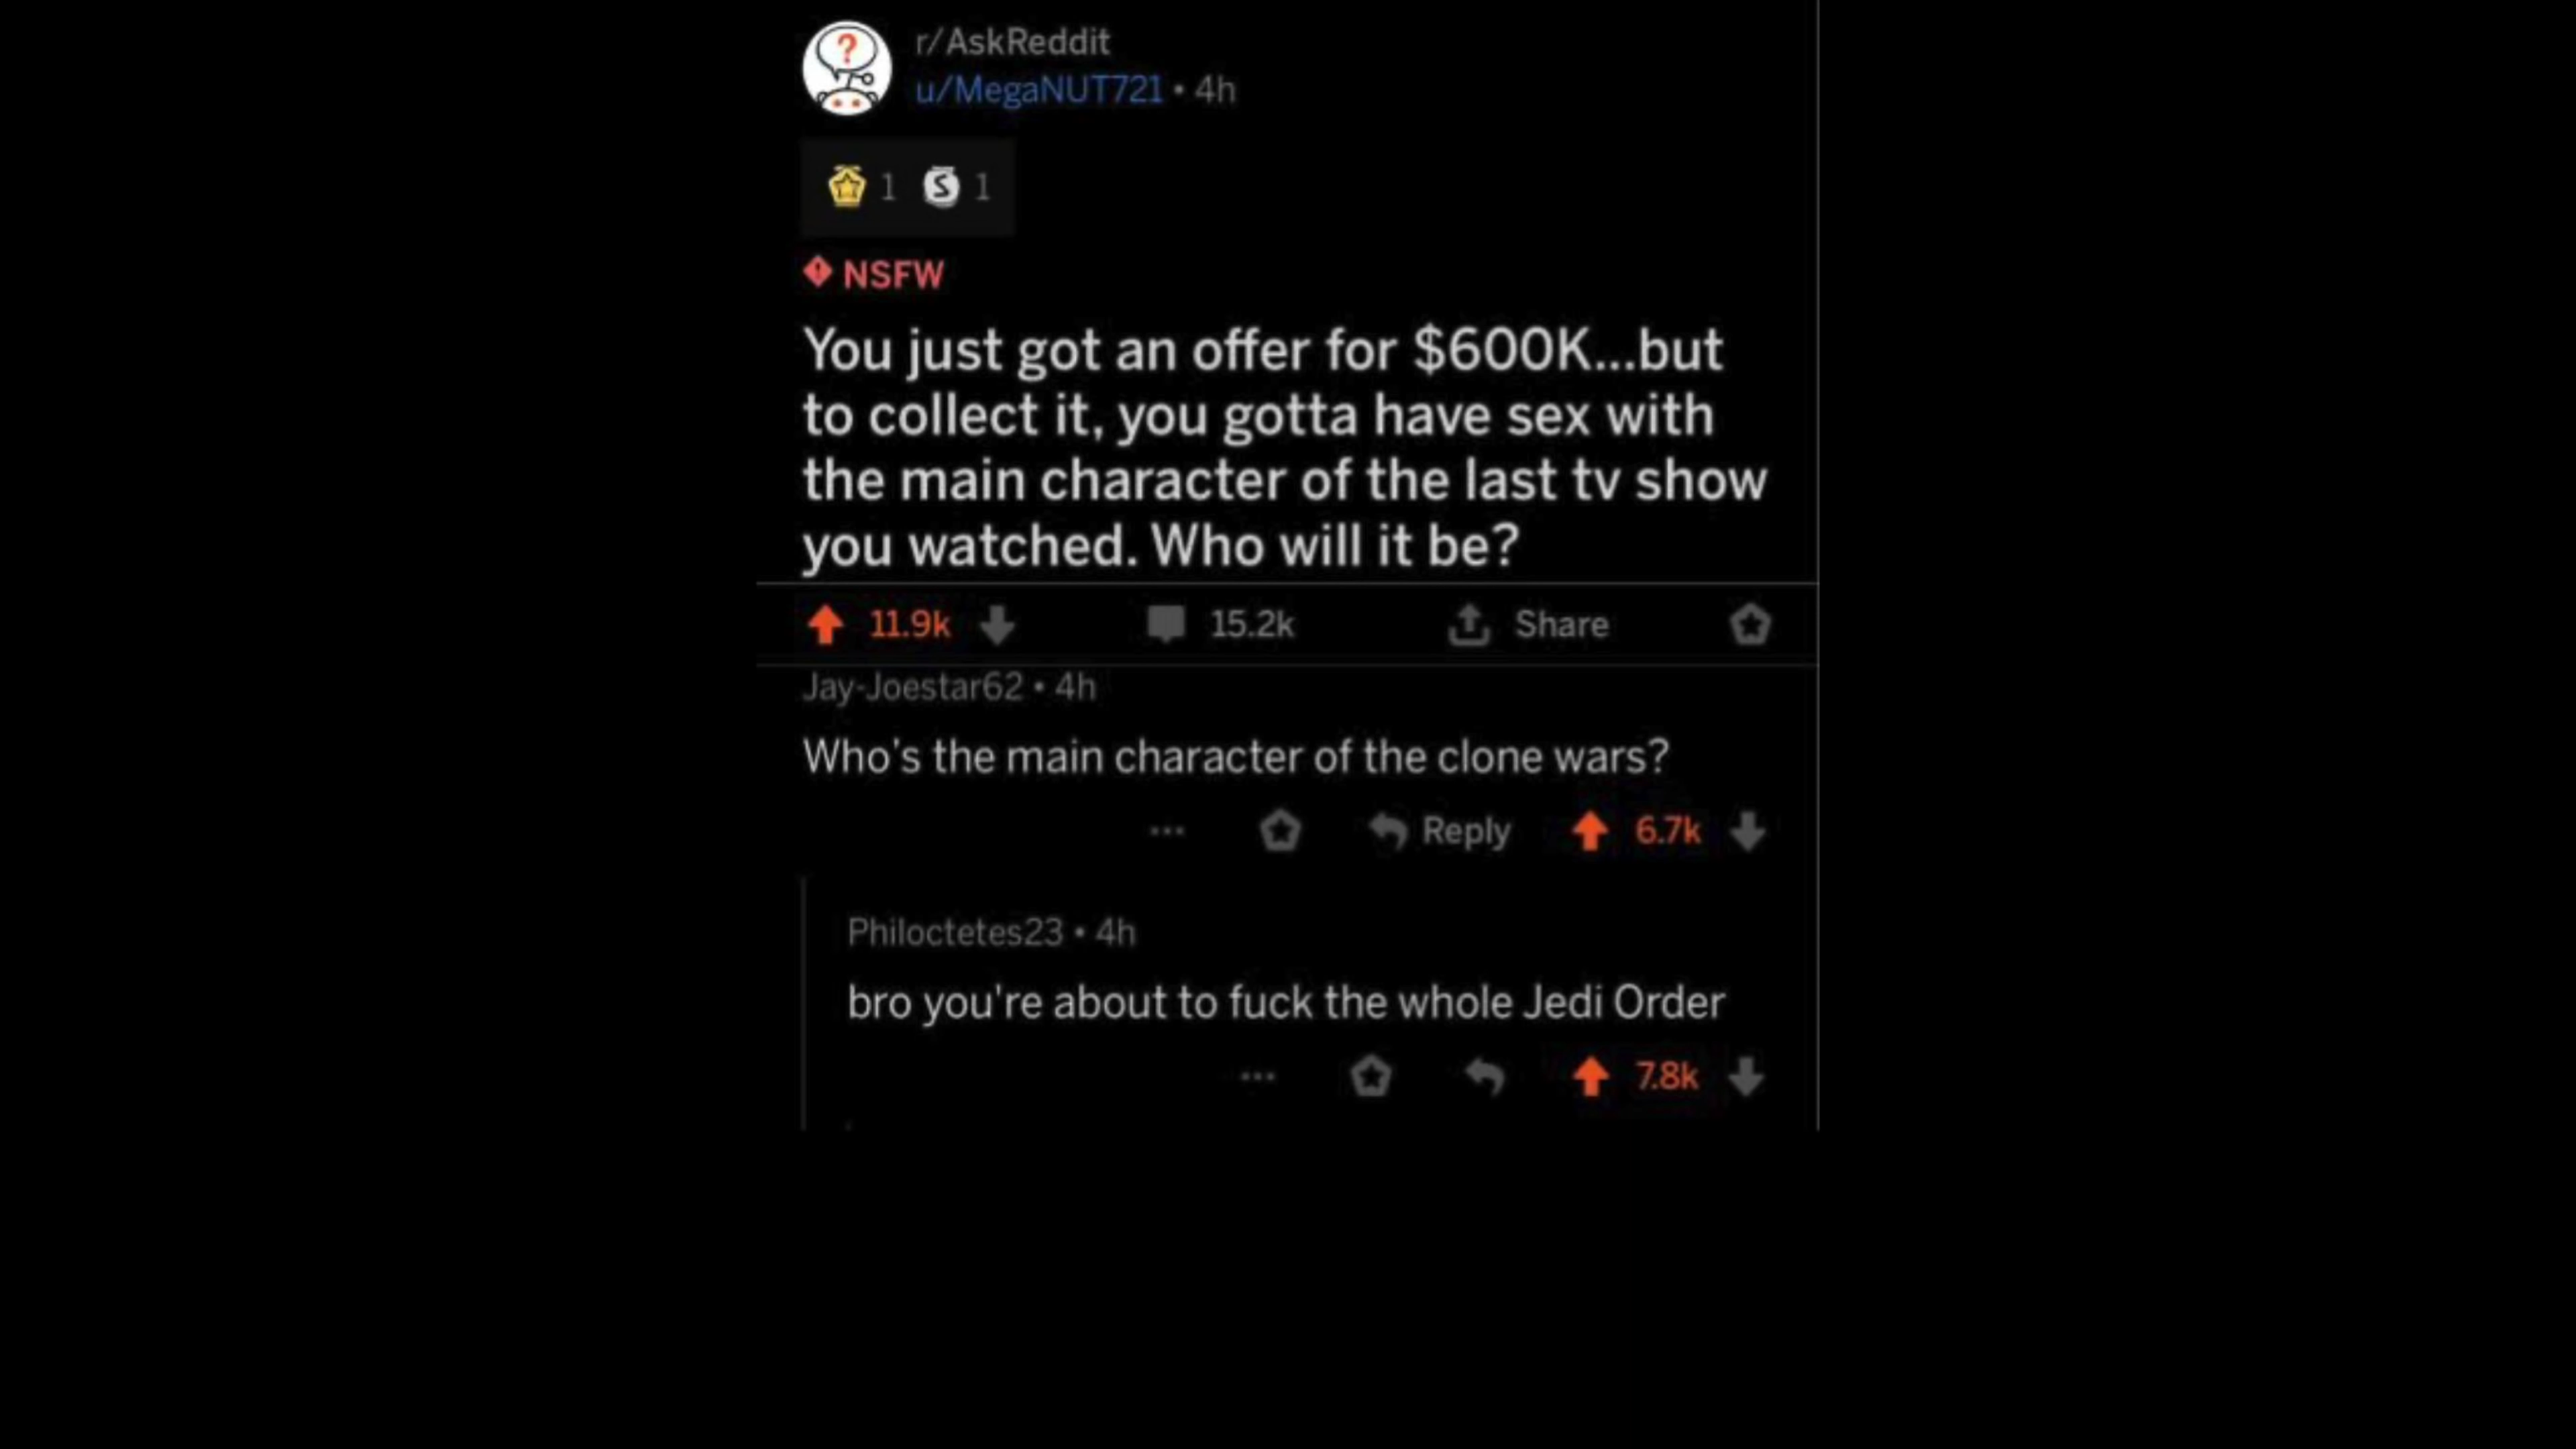 r/AskReddit
u/MegaNUT721 • 4h
1 S 1
NSFW
You just got an offer for $600K...but
to collect it, you gotta have sex with
the main character of the last tv show
you watched. Who will it be?
11.9k 15.2k Share
Jay-Joestar62 • 4h
Who's the main character of the clone wars?
... Reply 6.7k
Philoctetes23 • 4h
bro you're about to fuck the whole Jedi Order
... 7.8k